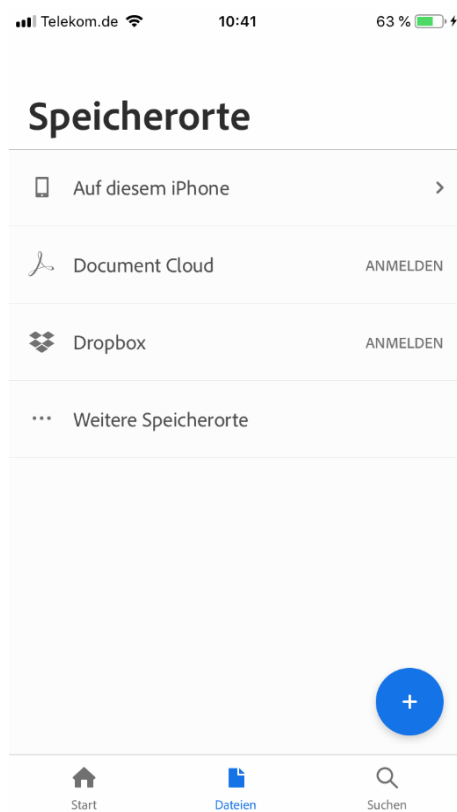 Telekom.de 10:41 63 %
Speicherorte
Auf diesem iPhone
Document Cloud ANMELDEN
Dropbox ANMELDEN
Weitere Speicherorte
Start Dateien Suchen